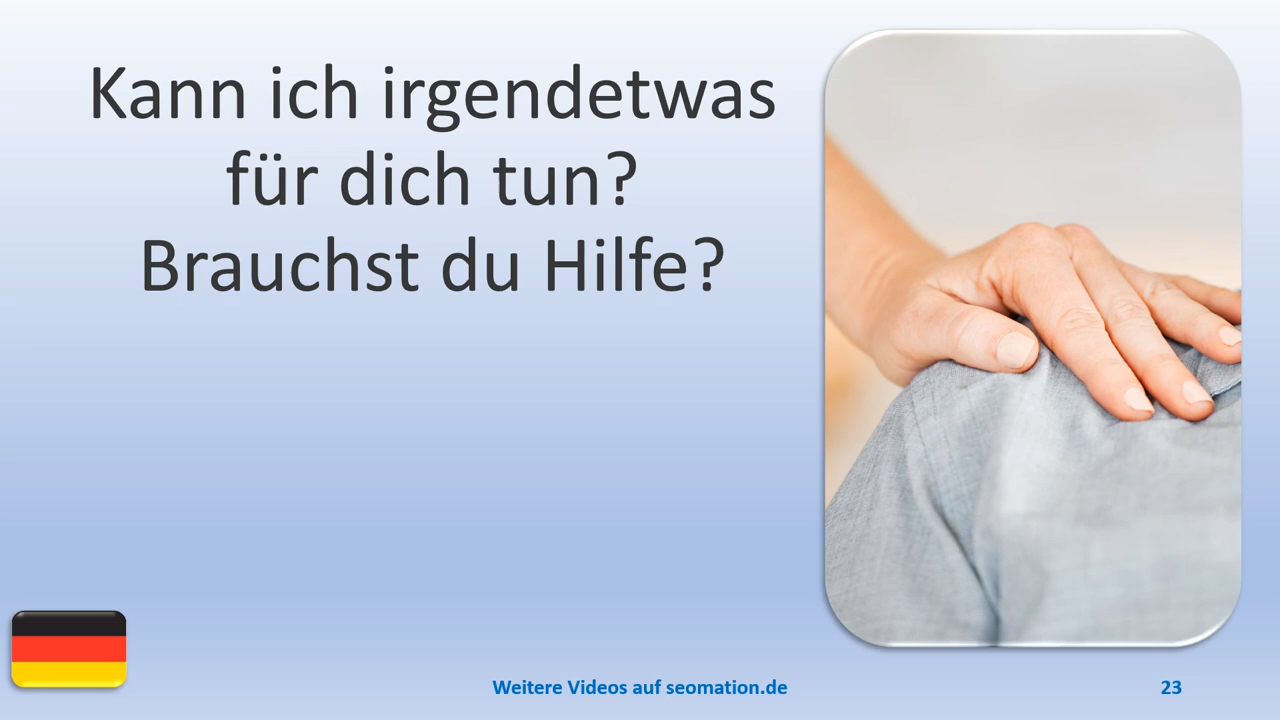 Kann ich irgendetwas
für dich tun?
Brauchst du Hilfe?
Weitere Videos auf seomation.de
23